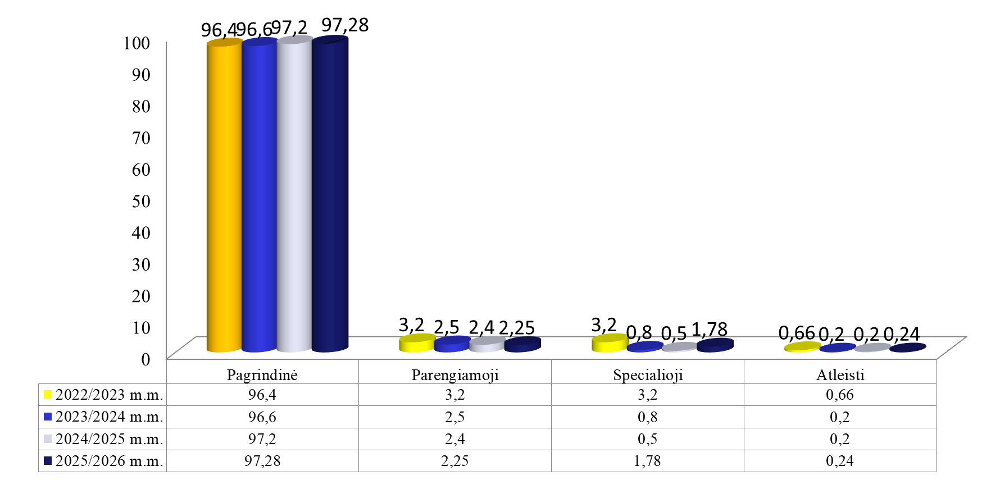 96,4 96,6 97,2 97,28
100
90
80
70
60
50
40
30
20
10
0
3,2 2,5 2,4 2,25
3,2 0,8 0,5 1,78
0,66 0,2 0,2 0,24
Pagrindinė Parengiamoji Specialioji Atleisti
2022/2023 m.m. 96,4 3,2 3,2 0,66
2023/2024 m.m. 96,6 2,5 0,8 0,2
2024/2025 m.m. 97,2 2,4 0,5 0,2
2025/2026 m.m. 97,28 2,25 1,78 0,24